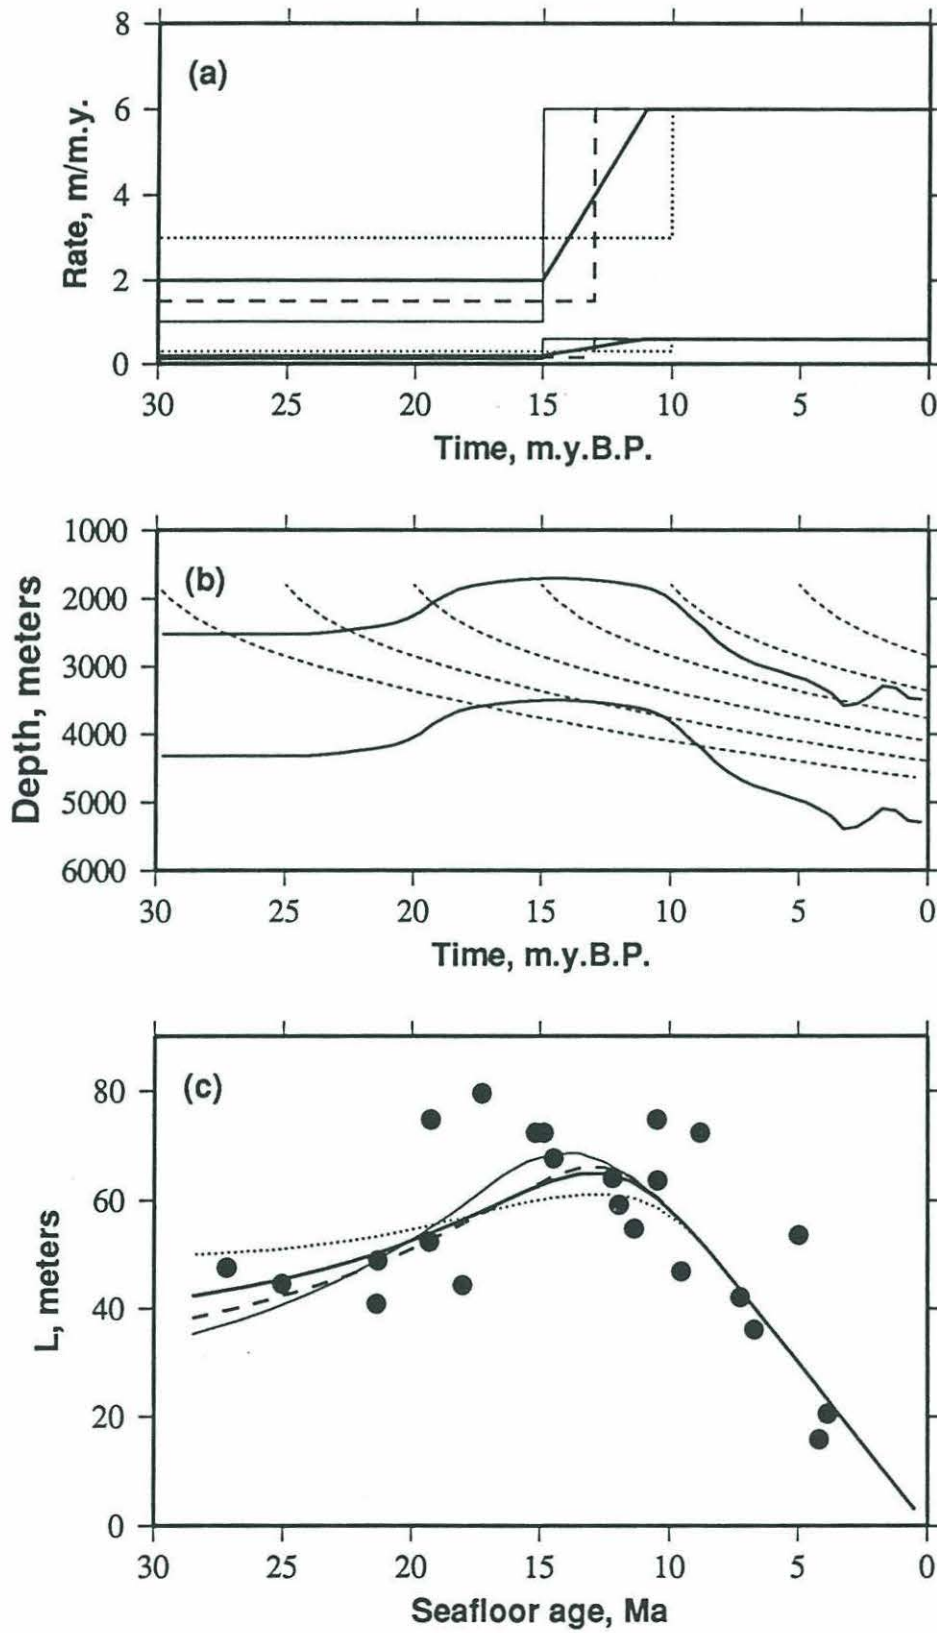 8
(a)
6
Rate, m/m.y.
4
2
0
30 25 20 15 10 5 0
Time, m.y.B.P.
1000
(b)
2000
Depth, meters
3000
4000
5000
6000
30 25 20 15 10 5 0
Time, m.y.B.P.
(c)
80
60
L, meters
40
20
0
30 25 20 15 10 5 0
Seafloor age, Ma